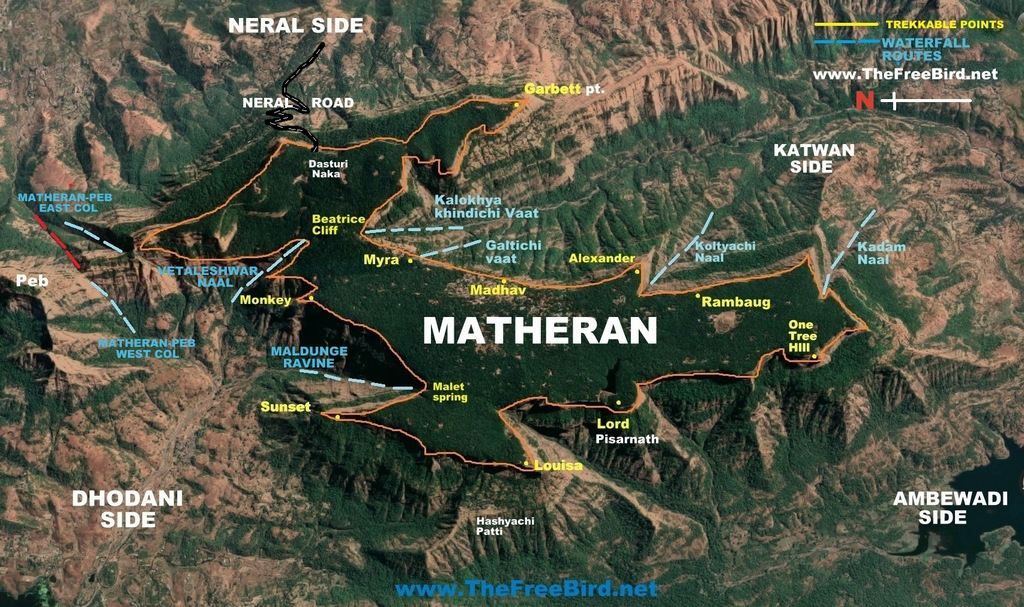 NERAL SIDE
TREKKABLE POINTS
WATERFALL
ROUTES
www.TheFreeBird.net
N
Garbett pt.
NERAL ROAD
KATWAN
SIDE
Dasturi
Naka
MATHERAN-PEB
EAST COL
Kalokhya
khindichi Vaat
Beatrice
Cliff
Galtichi
vaat
Koltyachi
Naal
Kadam
Naal
Myra
Alexander
VETALESHWAR
NAAL
Peb
Madhav
Monkey
Rambaug
MATHERAN
One
Tree
Hill
MATHERAN-PEB
WEST COL
MALDUNGE
RAVINE
Malet
spring
Sunset
Lord
Pisarnath
Louisa
DHODANI
SIDE
AMBEWADI
SIDE
Hashyachi
Patti
www.TheFreeBird.net